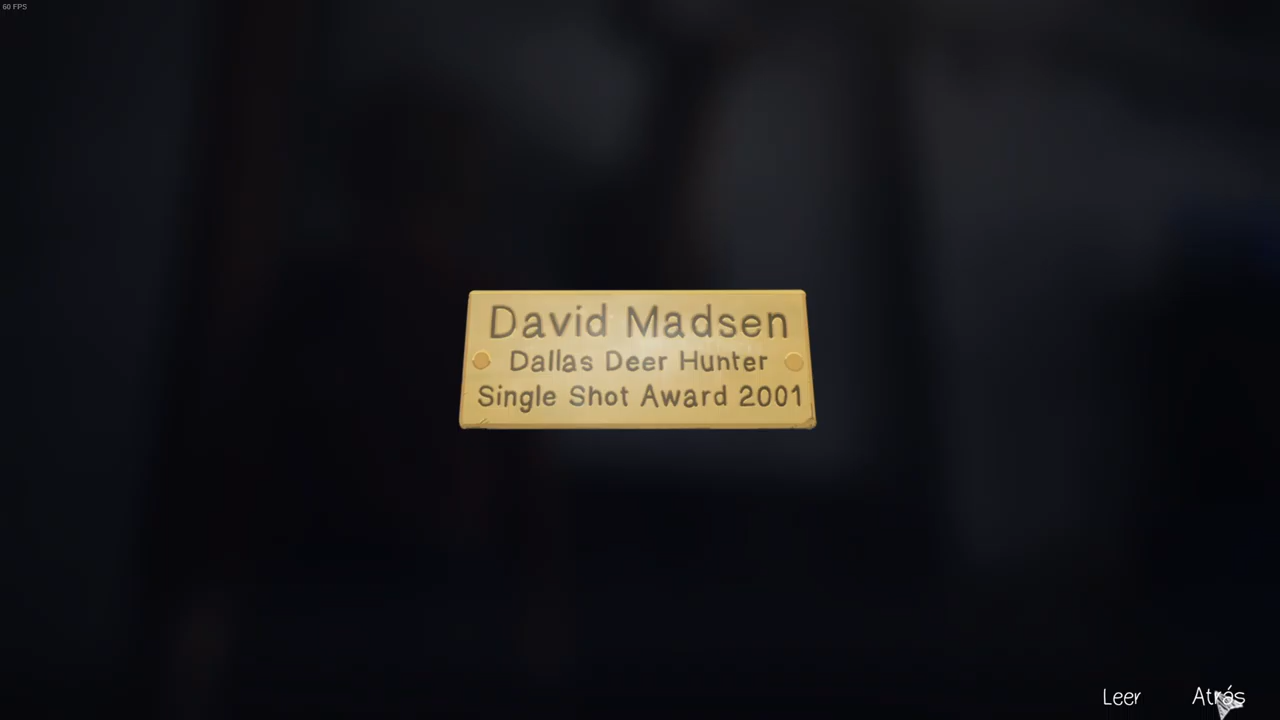 60 FPS
David Madsen
Dallas Deer Hunter
Single Shot Award 2001
Leer
Atrás